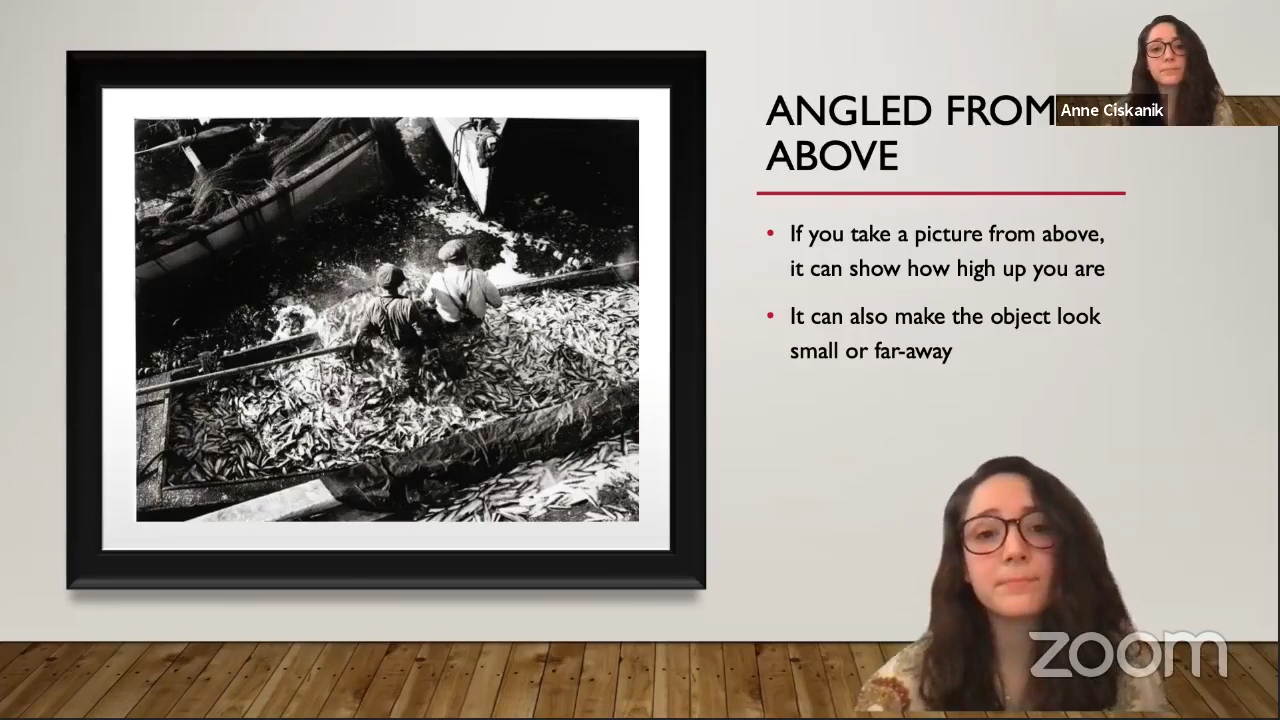 ANGLED FROM
ABOVE
Anne Ciskanik
• If you take a picture from above,
it can show how high up you are
• It can also make the object look
small or far-away
zoom